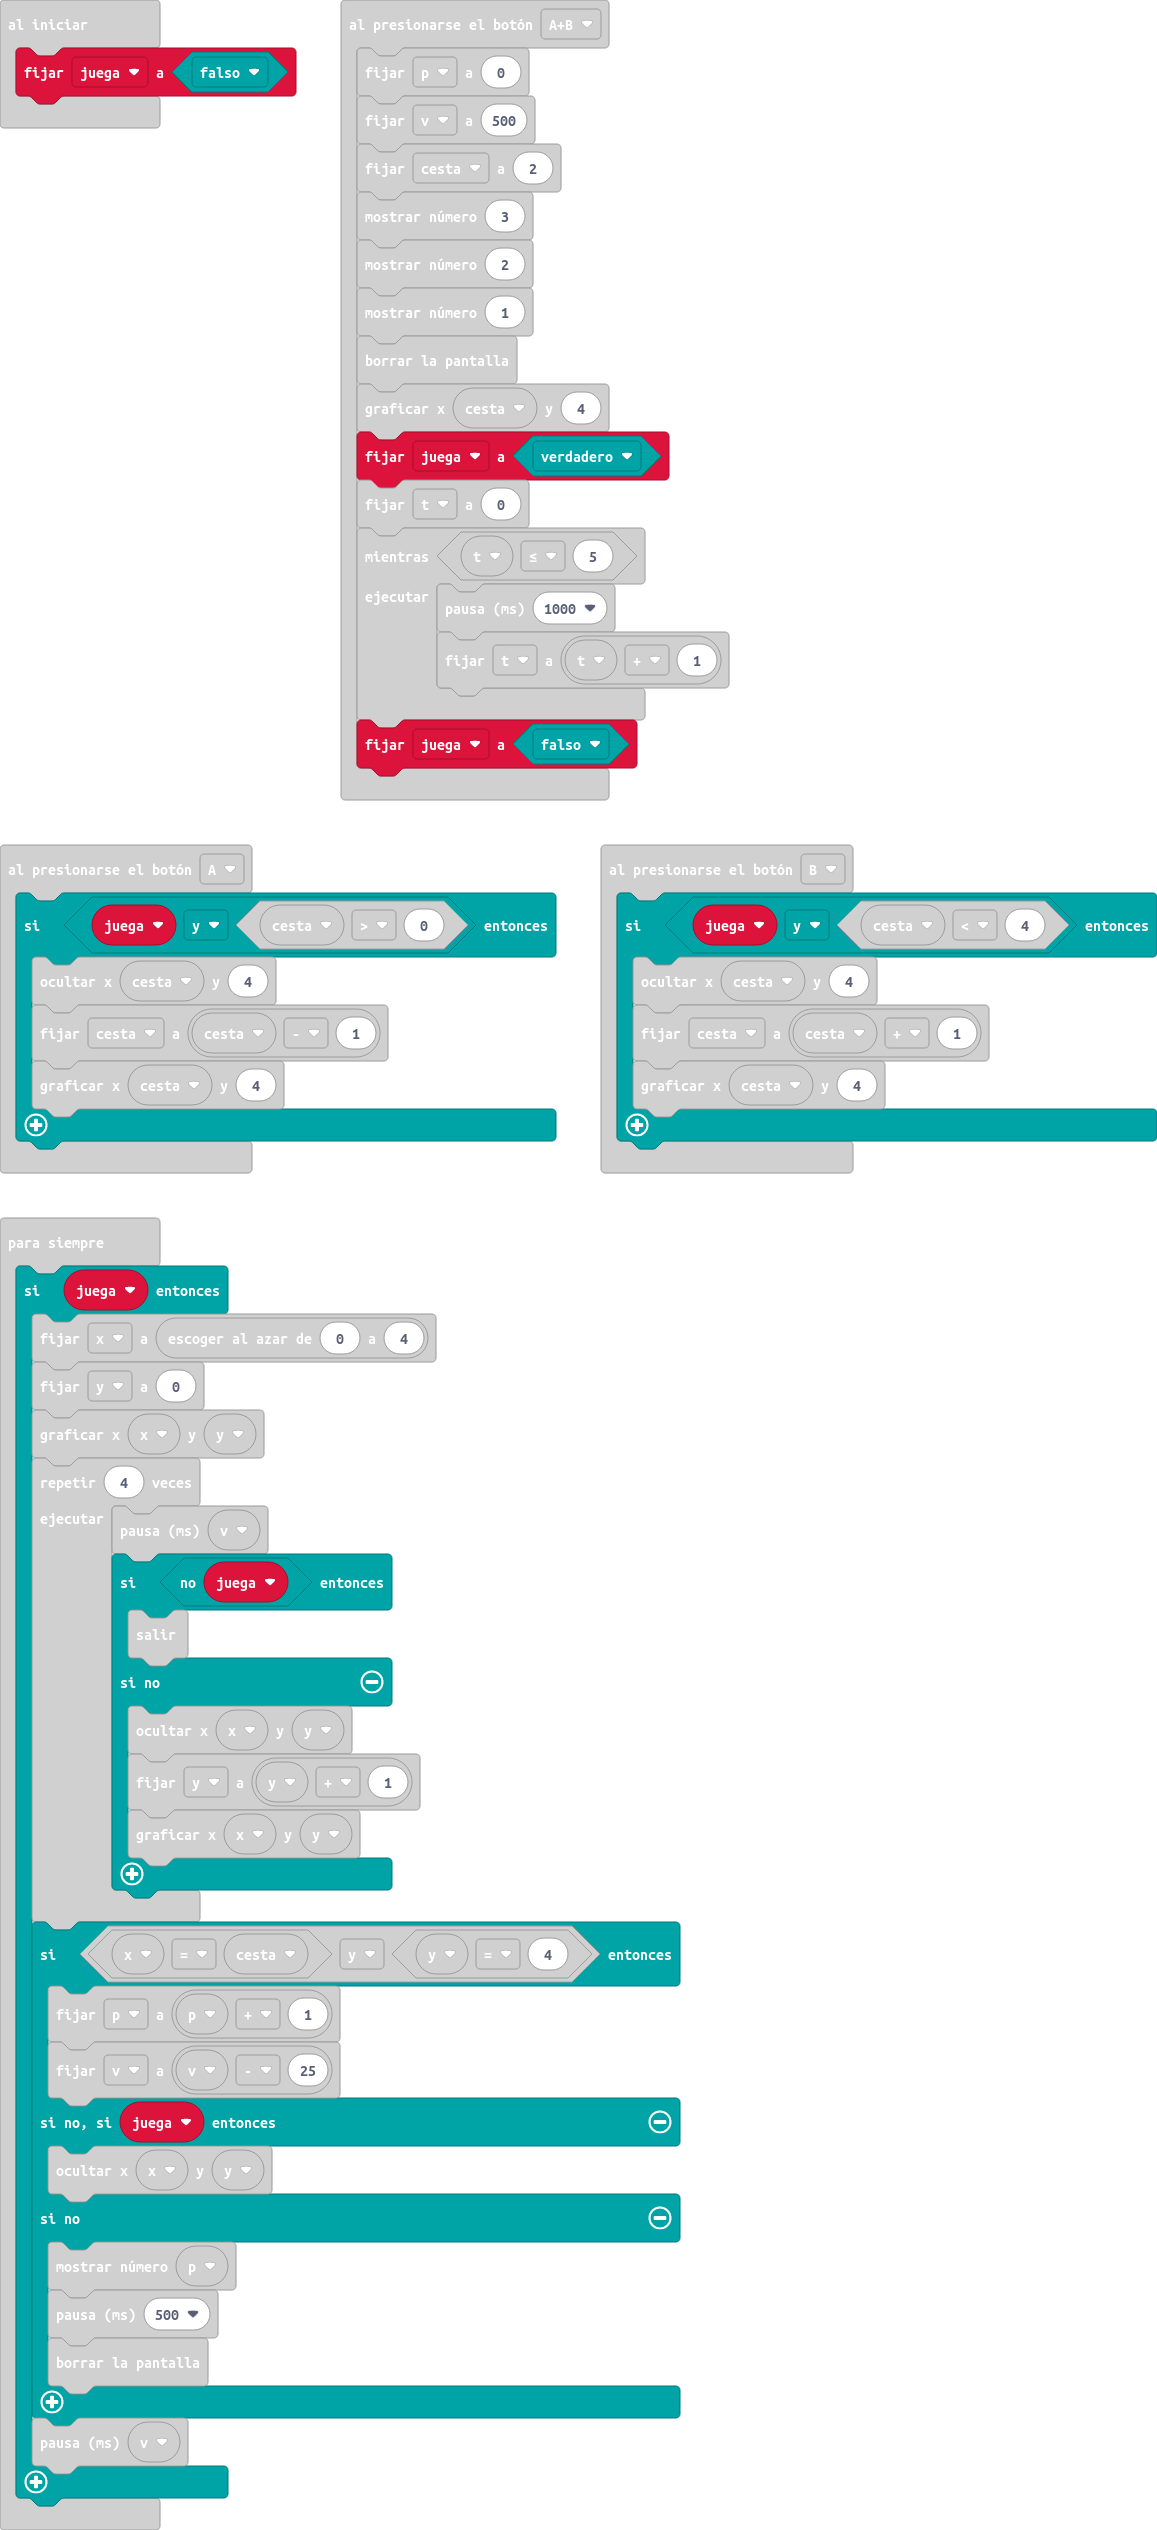 al iniciar
fijar juega a falso
al presionarse el botón A+B
fijar p a 0
fijar v a 500
fijar cesta a 2
mostrar número 3
mostrar número 2
mostrar número 1
borrar la pantalla
graficar x cesta y 4
fijar juega a verdadero
fijar t a 0
mientras t ≤ 5
ejecutar
pausa (ms) 1000
fijar t a t + 1
fijar juega a falso
al presionarse el botón A
si juega y cesta > 0 entonces
ocultar x cesta y 4
fijar cesta a cesta - 1
graficar x cesta y 4
al presionarse el botón B
si juega y cesta < 4 entonces
ocultar x cesta y 4
fijar cesta a cesta + 1
graficar x cesta y 4
para siempre
si juega entonces
fijar x a escoger al azar de 0 a 4
fijar y a 0
graficar x x y y
repetir 4 veces
ejecutar
pausa (ms) v
si no juega entonces
salir
si no
ocultar x x y y
fijar y a y + 1
graficar x x y y
si x = cesta y y = 4 entonces
fijar p a p + 1
fijar v a v - 25
si no, si juega entonces
ocultar x x y y
si no
mostrar número p
pausa (ms) 500
borrar la pantalla
pausa (ms) v